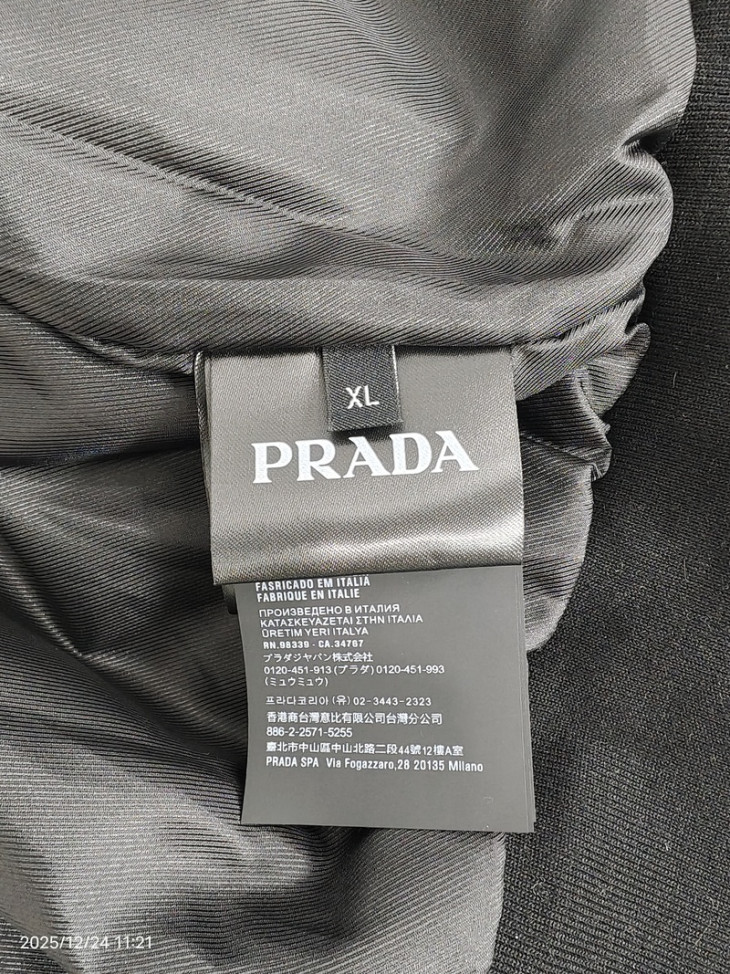 XL
PRADA
FASRICADO EM ITALIA
FABRIQUE EN ITALIE
ПРОИЗВЕДЕНО В ИТАЛИЯ
ΚΑΤΑΣΚΕΥΑΖΕΤΑΙ ΣΤΗΝ ΙΤΑΛΙΑ
ÜRETIM YERI ITALYA
RN.98339 - CA.34767
プラダジャパン株式会社
0120-451-913 (プラダ) 0120-451-993
(ミュウミュウ)
프라다코리아 (유) 02-3443-2323
香港商台灣意比有限公司台灣分公司
886-2-2571-5255
臺北市中山區中山北路二段44號12樓A室
PRADA SPA Via Fogazzaro,28 20135 Milano
2025/12/24 11:21